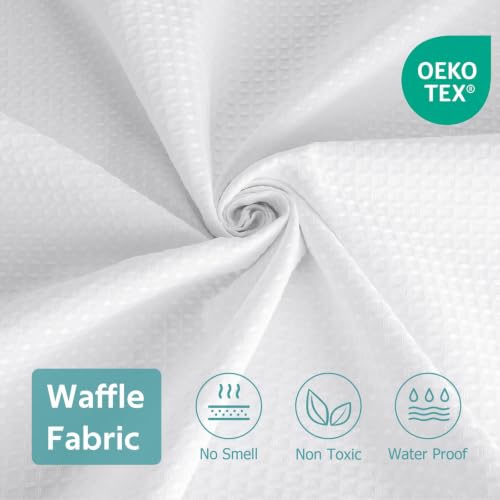 OEKO
TEX®
Waffle
Fabric
No Smell
Non Toxic
Water Proof